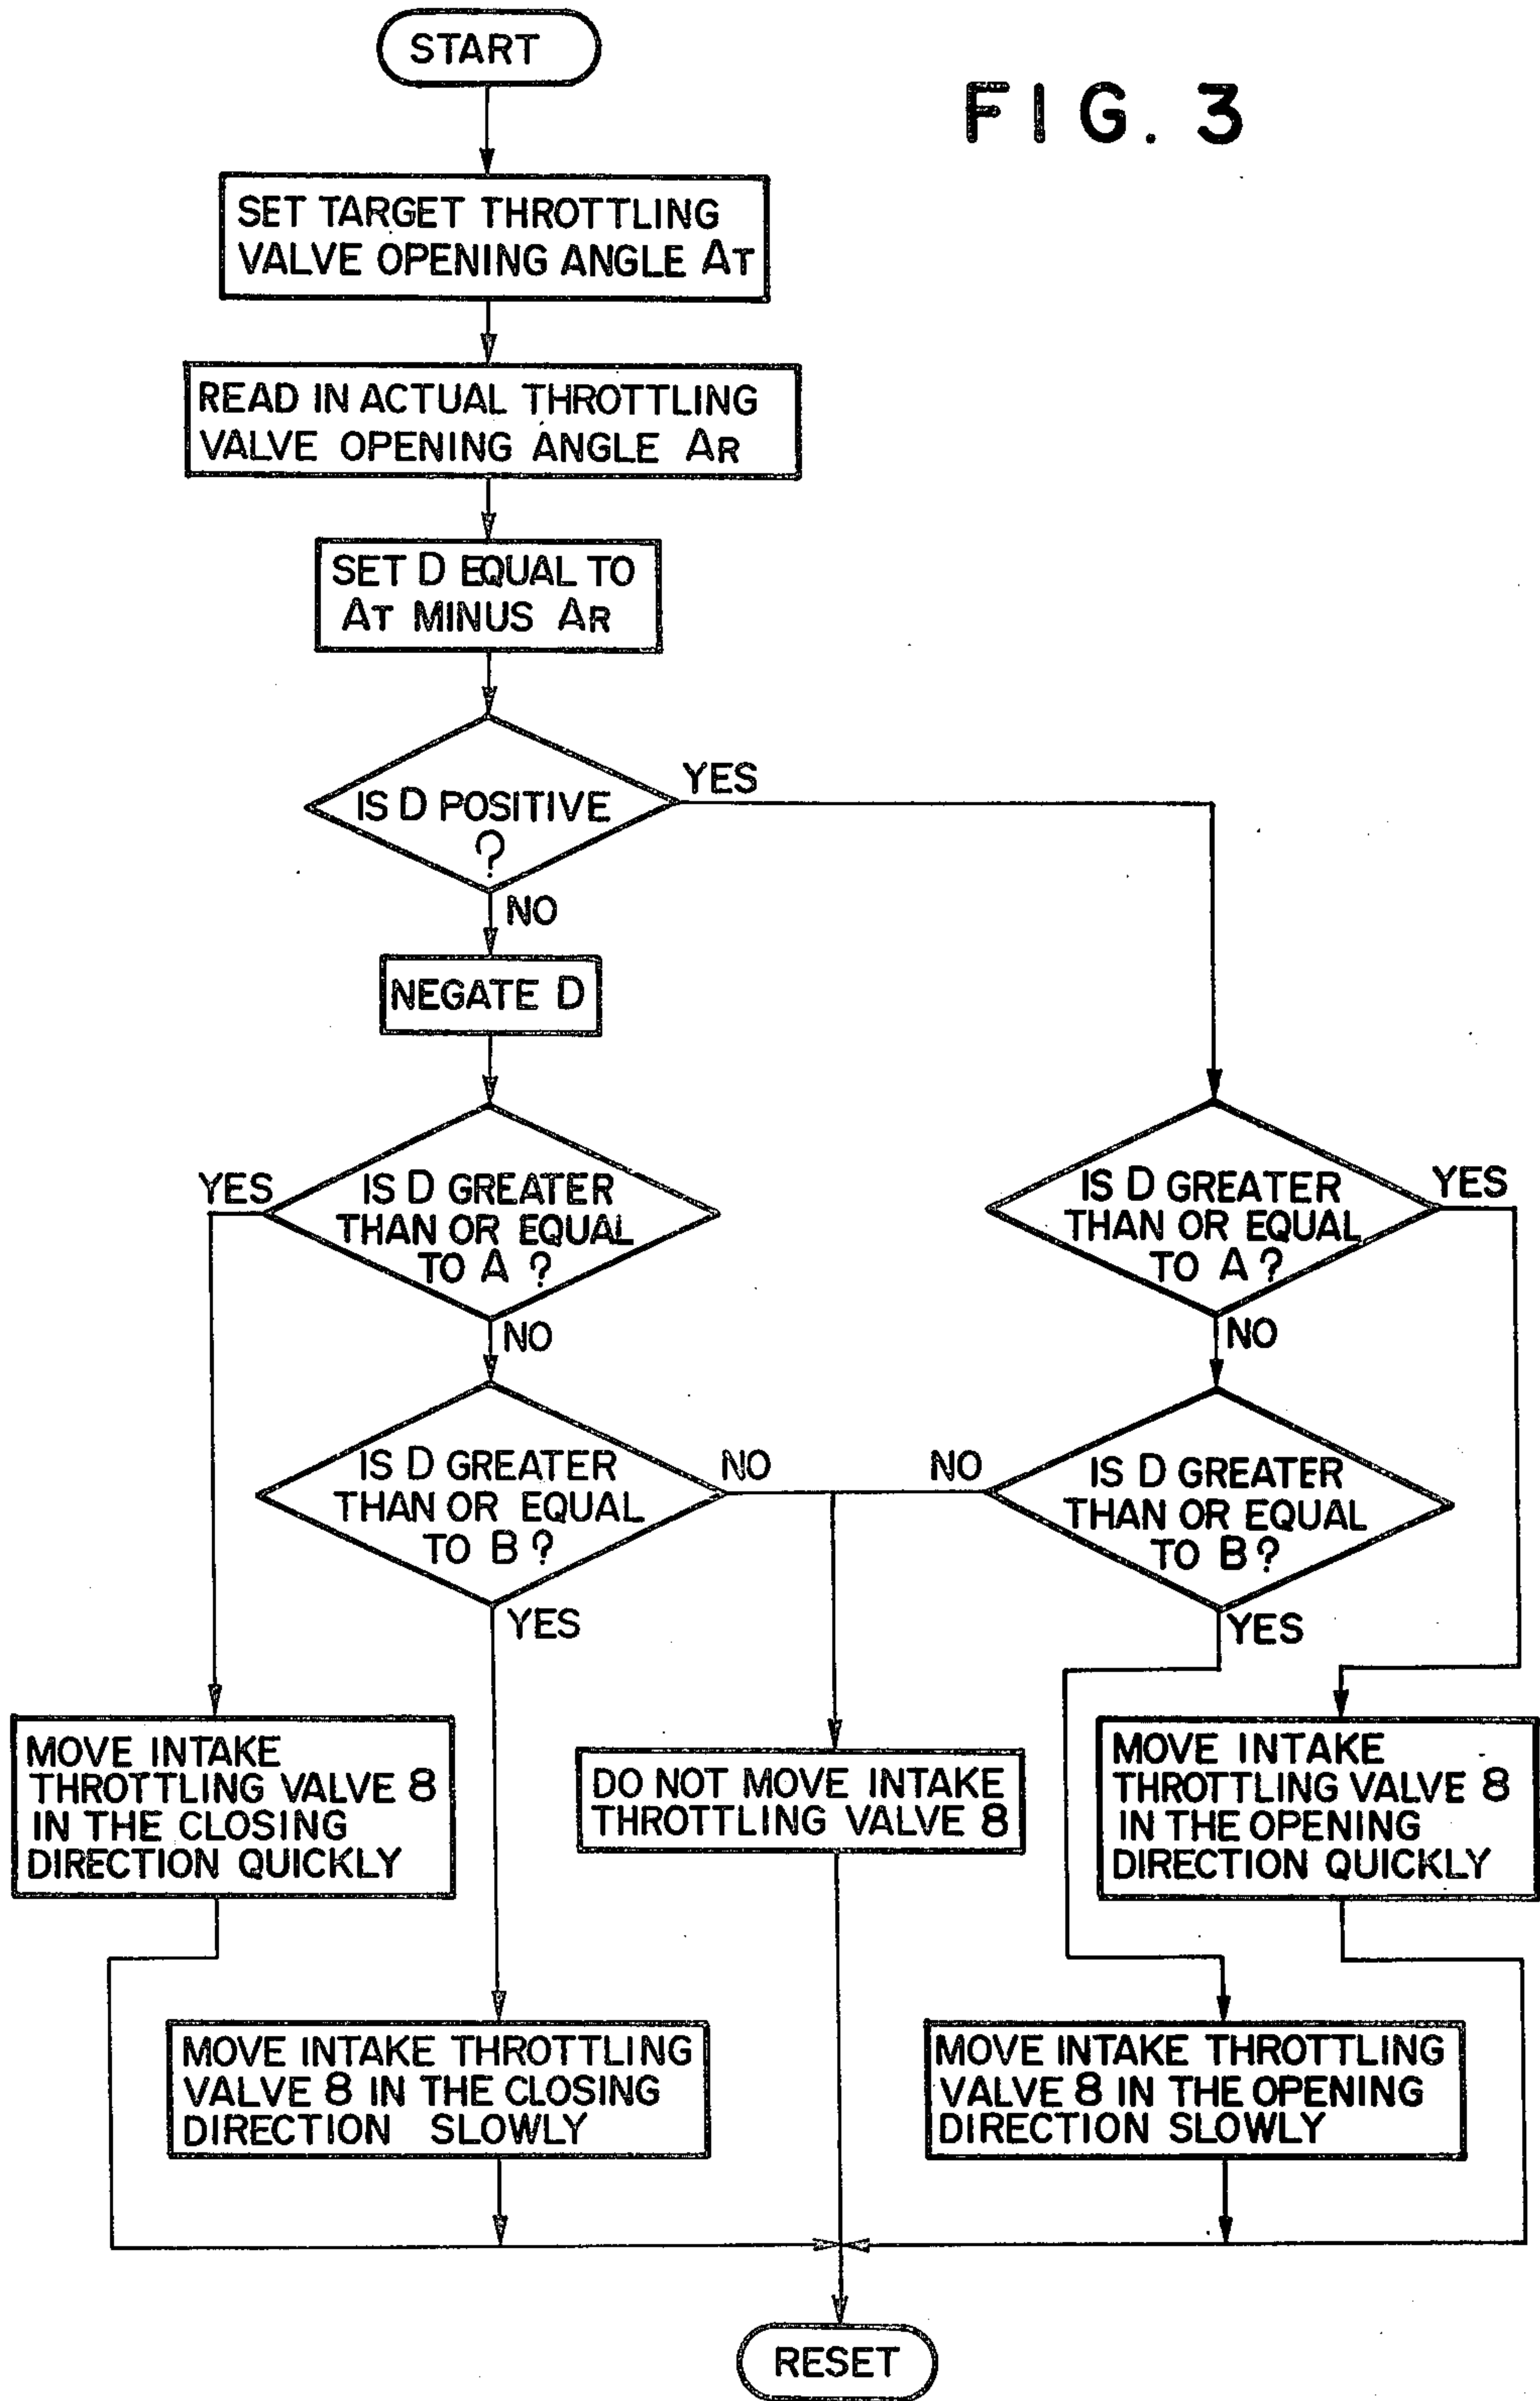 START
FIG. 3
SET TARGET THROTTLING
VALVE OPENING ANGLE AT
READ IN ACTUAL THROTTLING
VALVE OPENING ANGLE AR
SET D EQUAL TO
AT MINUS AR
IS D POSITIVE
?
YES
NO
NEGATE D
YES
IS D GREATER
THAN OR EQUAL
TO A ?
NO
IS D GREATER
THAN OR EQUAL
TO A ?
YES
NO
IS D GREATER
THAN OR EQUAL
TO B ?
NO
YES
NO
IS D GREATER
THAN OR EQUAL
TO B ?
YES
MOVE INTAKE
THROTTLING VALVE 8
IN THE CLOSING
DIRECTION QUICKLY
DO NOT MOVE INTAKE
THROTTLING VALVE 8
MOVE INTAKE
THROTTLING VALVE 8
IN THE OPENING
DIRECTION QUICKLY
MOVE INTAKE THROTTLING
VALVE 8 IN THE CLOSING
DIRECTION SLOWLY
MOVE INTAKE THROTTLING
VALVE 8 IN THE OPENING
DIRECTION SLOWLY
RESET